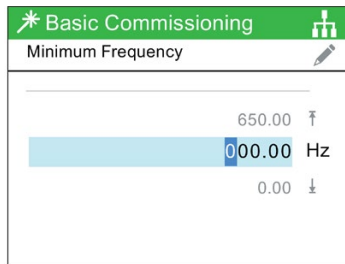 Basic Commissioning
Minimum Frequency
650.00
000.00 Hz
0.00